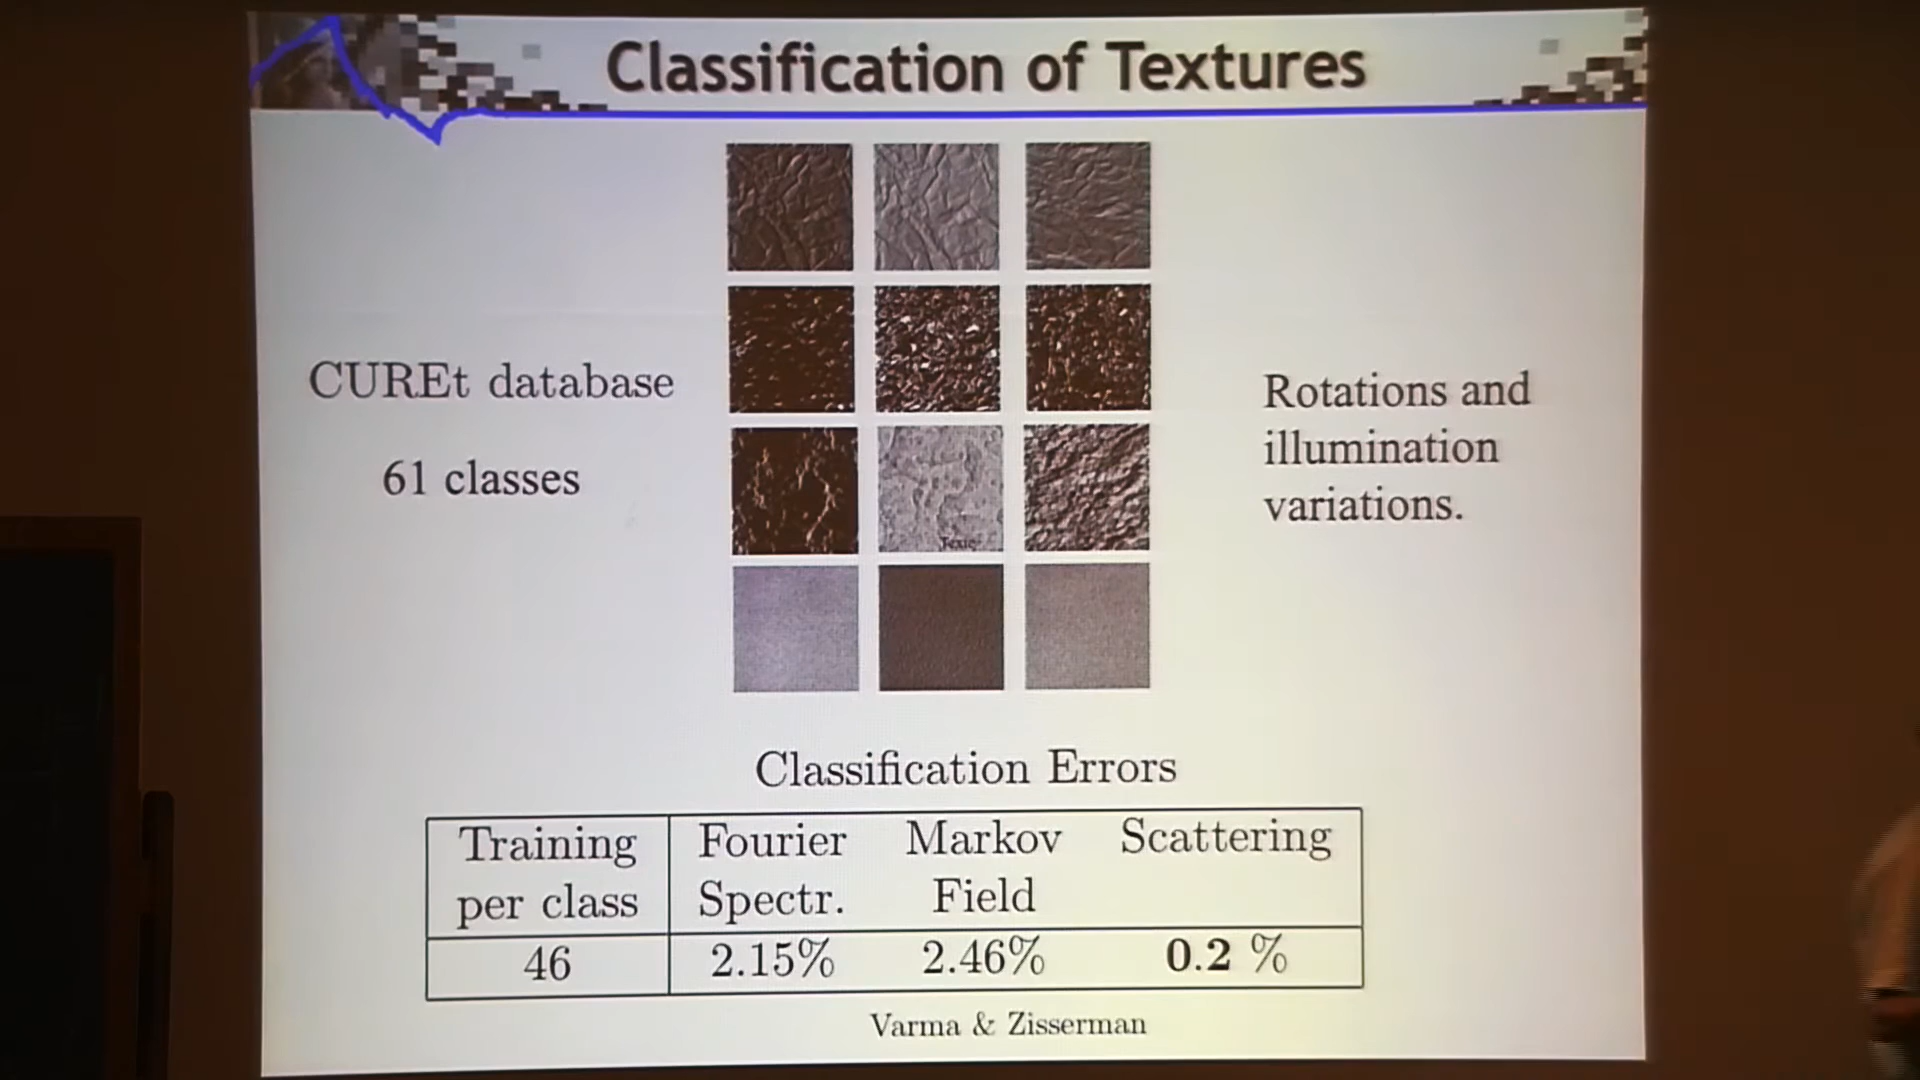 Classification of Textures
CUREt database
61 classes
Rotations and
illumination
variations.
Classification Errors
Training per class
Fourier Spectr.
Markov Field
Scattering
46
2.15%
2.46%
0.2 %
Varma & Zisserman